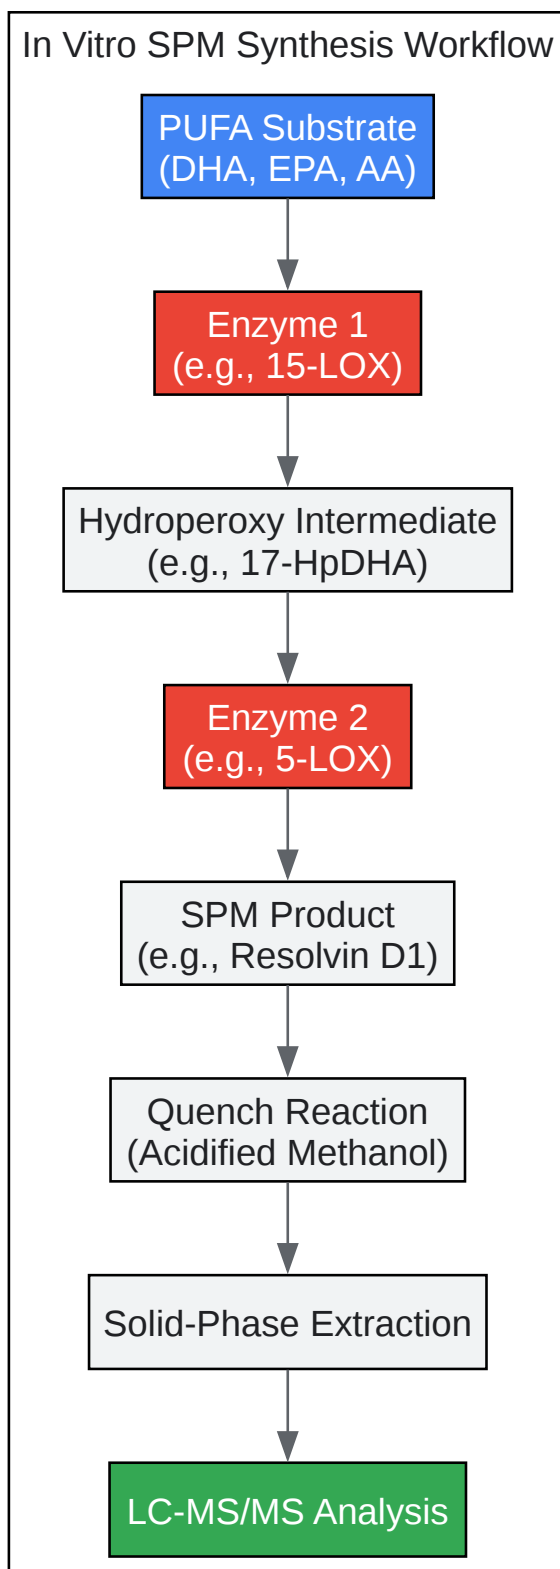 In Vitro SPM Synthesis Workflow
PUFA Substrate
(DHA, EPA, AA)
Enzyme 1
(e.g., 15-LOX)
Hydroperoxy Intermediate
(e.g., 17-HpDHA)
Enzyme 2
(e.g., 5-LOX)
SPM Product
(e.g., Resolvin D1)
Quench Reaction
(Acidified Methanol)
Solid-Phase Extraction
LC-MS/MS Analysis